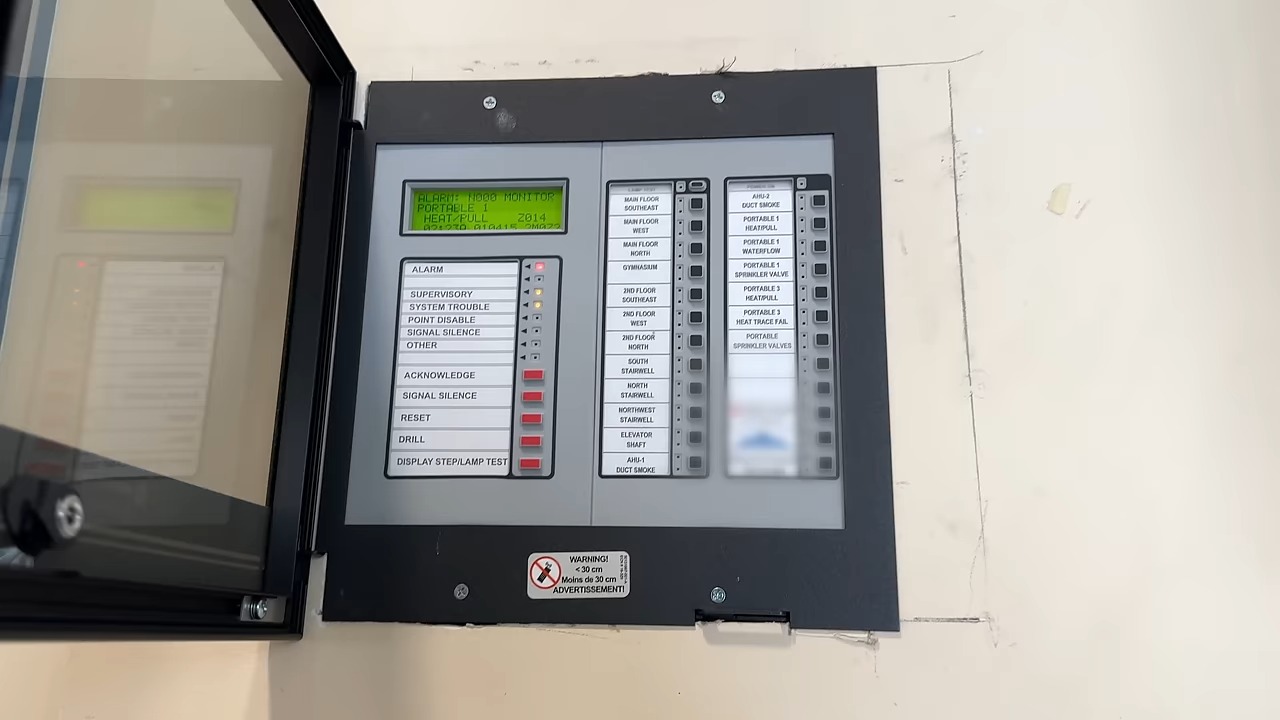 ALARM: N000 MONITOR
PORTABLE 1
HEAT/PULL Z014
ALARM
SUPERVISORY
SYSTEM TROUBLE
POINT DISABLE
SIGNAL SILENCE
OTHER
ACKNOWLEDGE
SIGNAL SILENCE
RESET
DRILL
DISPLAY STEP/LAMP TEST
LAMP TEST
MAIN FLOOR
SOUTHEAST
MAIN FLOOR
WEST
MAIN FLOOR
NORTH
GYMNASIUM
2ND FLOOR
SOUTHEAST
2ND FLOOR
WEST
2ND FLOOR
NORTH
SOUTH
STAIRWELL
NORTH
STAIRWELL
NORTHWEST
STAIRWELL
ELEVATOR
SHAFT
AHU-1
DUCT SMOKE
AHU-2
DUCT SMOKE
PORTABLE 1
HEAT/PULL
PORTABLE 1
WATERFLOW
PORTABLE 1
SPRINKLER VALVE
PORTABLE 3
HEAT/PULL
PORTABLE 3
HEAT TRACE FAIL
PORTABLE
SPRINKLER VALVES
WARNING!
< 30 cm
Moins de 30 cm
ADVERTISSEMENT!